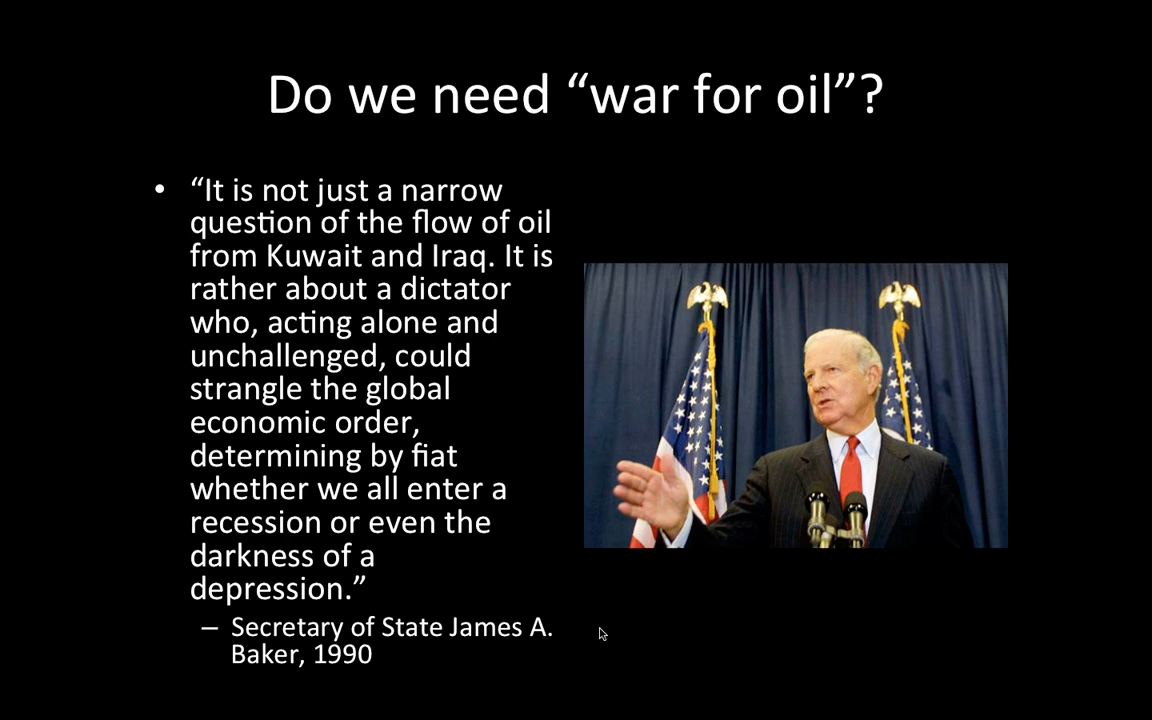 Do we need “war for oil”?
• “It is not just a narrow
question of the flow of oil
from Kuwait and Iraq. It is
rather about a dictator
who, acting alone and
unchallenged, could
strangle the global
economic order,
determining by fiat
whether we all enter a
recession or even the
darkness of a
depression.”
– Secretary of State James A.
Baker, 1990